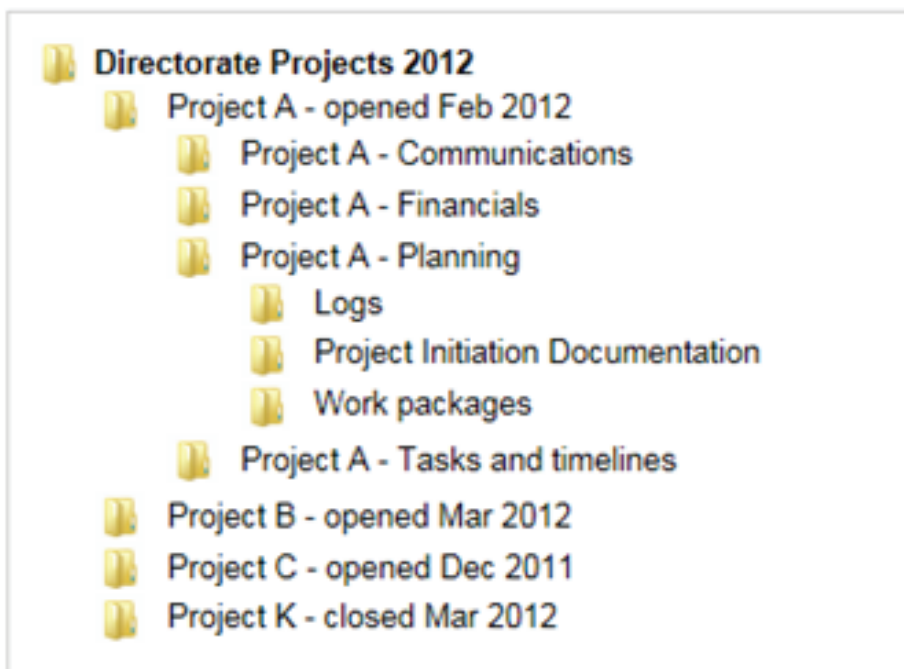 Directorate Projects 2012
Project A - opened Feb 2012
Project A - Communications
Project A - Financials
Project A - Planning
Logs
Project Initiation Documentation
Work packages
Project A - Tasks and timelines
Project B - opened Mar 2012
Project C - opened Dec 2011
Project K - closed Mar 2012